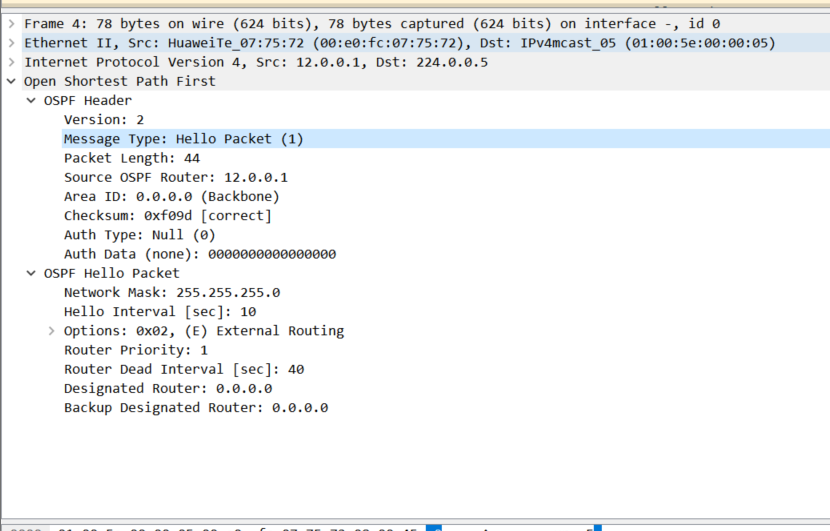 Frame 4: 78 bytes on wire (624 bits), 78 bytes captured (624 bits) on interface -, id 0
Ethernet II, Src: HuaweiTe_07:75:72 (00:e0:fc:07:75:72), Dst: IPv4mcast_05 (01:00:5e:00:00:05)
Internet Protocol Version 4, Src: 12.0.0.1, Dst: 224.0.0.5
Open Shortest Path First
OSPF Header
Version: 2
Message Type: Hello Packet (1)
Packet Length: 44
Source OSPF Router: 12.0.0.1
Area ID: 0.0.0.0 (Backbone)
Checksum: 0xf09d [correct]
Auth Type: Null (0)
Auth Data (none): 0000000000000000
OSPF Hello Packet
Network Mask: 255.255.255.0
Hello Interval [sec]: 10
Options: 0x02, (E) External Routing
Router Priority: 1
Router Dead Interval [sec]: 40
Designated Router: 0.0.0.0
Backup Designated Router: 0.0.0.0